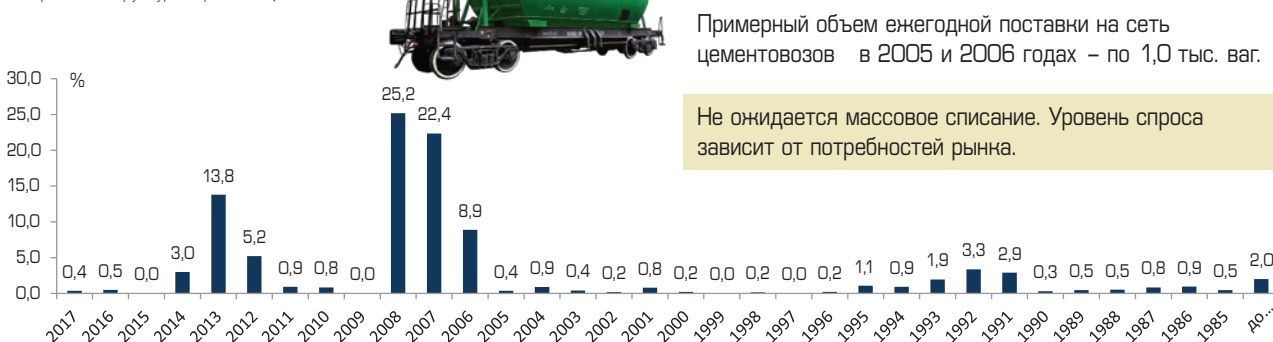 Примерный объем ежегодной поставки на сеть
цементовозов в 2005 и 2006 годах – по 1,0 тыс. ваг.
Не ожидается массовое списание. Уровень спроса
зависит от потребностей рынка.
%
30,0
25,0
20,0
15,0
10,0
5,0
0,0
0,4 0,5 0,0 3,0 13,8 5,2 0,9 0,8 0,0 25,2 22,4 8,9 0,4 0,9 0,4 0,2 0,8 0,2 0,0 0,2 0,0 0,2 1,1 0,9 1,9 3,3 2,9 0,3 0,5 0,5 0,8 0,9 0,5 2,0
2017 2016 2015 2014 2013 2012 2011 2010 2009 2008 2007 2006 2005 2004 2003 2002 2001 2000 1999 1998 1997 1996 1995 1994 1993 1992 1991 1990 1989 1988 1987 1986 1985 до...